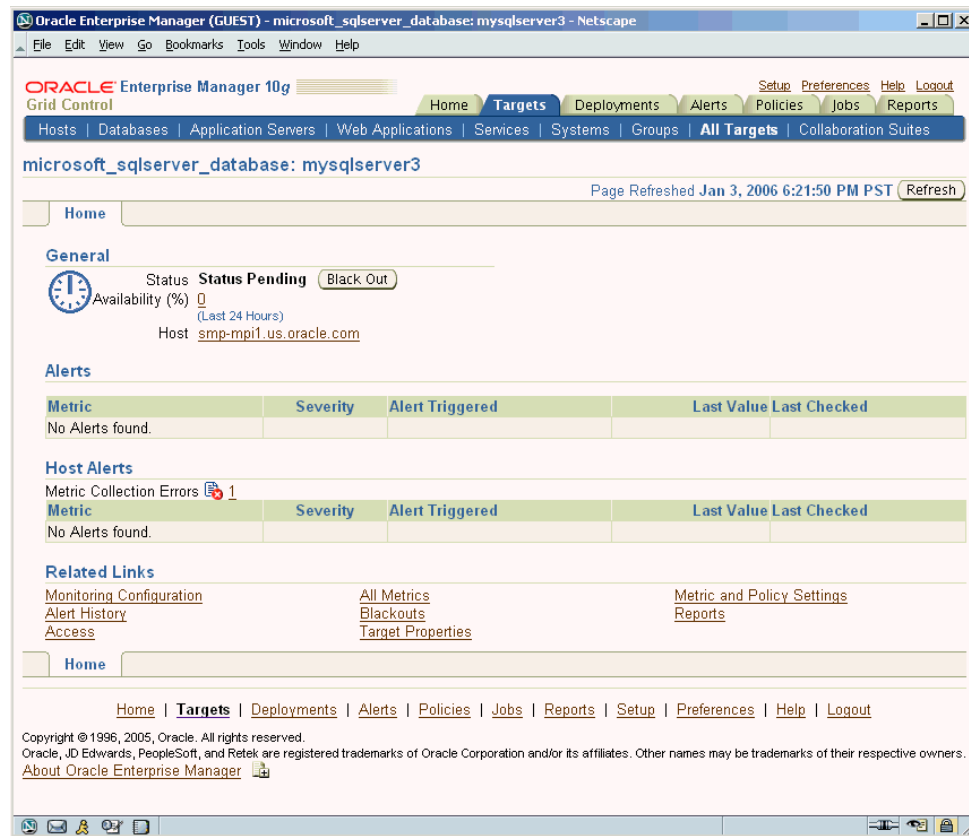 Oracle Enterprise Manager (GUEST) - microsoft_sqlserver_database: mysqlserver3 - Netscape
File Edit View Go Bookmarks Tools Window Help
ORACLE Enterprise Manager 10g
Setup Preferences Help Logout
Grid Control
Home Targets Deployments Alerts Policies Jobs Reports
Hosts | Databases | Application Servers | Web Applications | Services | Systems | Groups | All Targets | Collaboration Suites
microsoft_sqlserver_database: mysqlserver3
Page Refreshed Jan 3, 2006 6:21:50 PM PST Refresh
Home
General
Status Status Pending Black Out
Availability (%) 0
(Last 24 Hours)
Host smp-mpi1.us.oracle.com
Alerts
Metric Severity Alert Triggered Last Value Last Checked
No Alerts found.
Host Alerts
Metric Collection Errors 1
Metric Severity Alert Triggered Last Value Last Checked
No Alerts found.
Related Links
Monitoring Configuration All Metrics Metric and Policy Settings
Alert History Blackouts Reports
Access Target Properties
Home
Home | Targets | Deployments | Alerts | Policies | Jobs | Reports | Setup | Preferences | Help | Logout
Copyright © 1996, 2005, Oracle. All rights reserved.
Oracle, JD Edwards, PeopleSoft, and Retek are registered trademarks of Oracle Corporation and/or its affiliates. Other names may be trademarks of their respective owners.
About Oracle Enterprise Manager